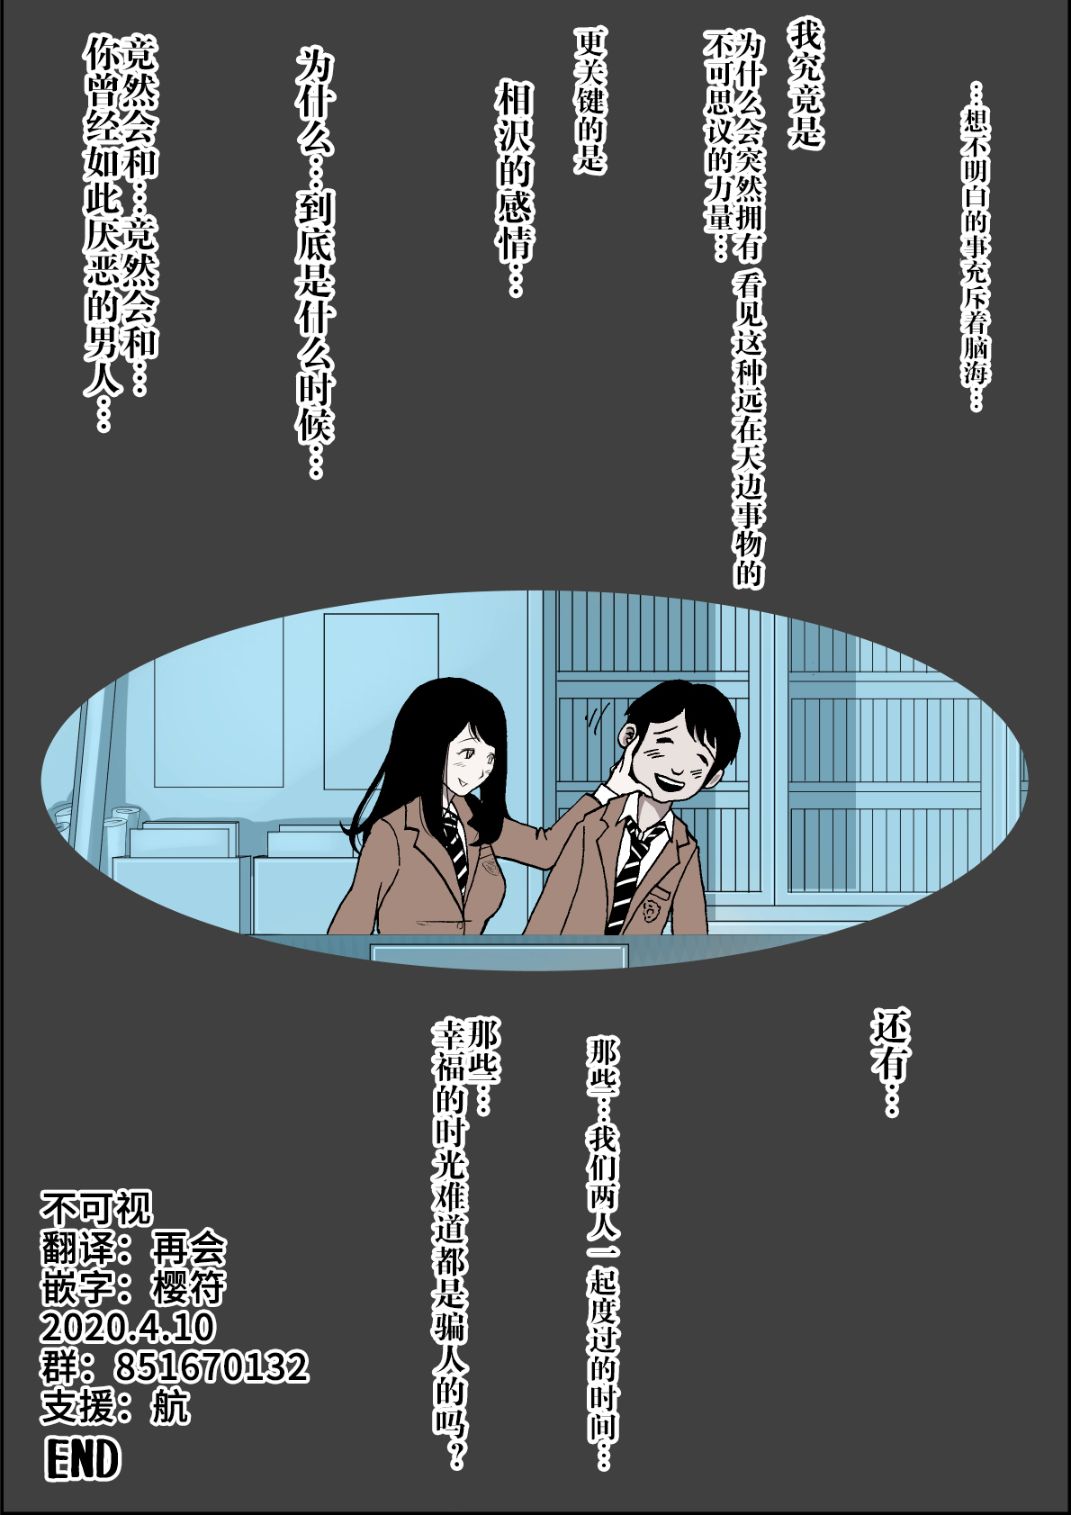 …想不明白的事充斥着脑海…
我究竟是
为什么会突然拥有 看见这种远在天边事物的
不可思议的力量…
更关键的是
相沢的感情…
为什么…到底是什么时候…
竟然会和…竟然会和…
你曾经如此厌恶的男人…
还有…
那些…我们两人一起度过的时间…
那些…
幸福的时光难道都是骗人的吗？
不可视
翻译：再会
嵌字：樱符
2020.4.10
群：851670132
支援：航
END